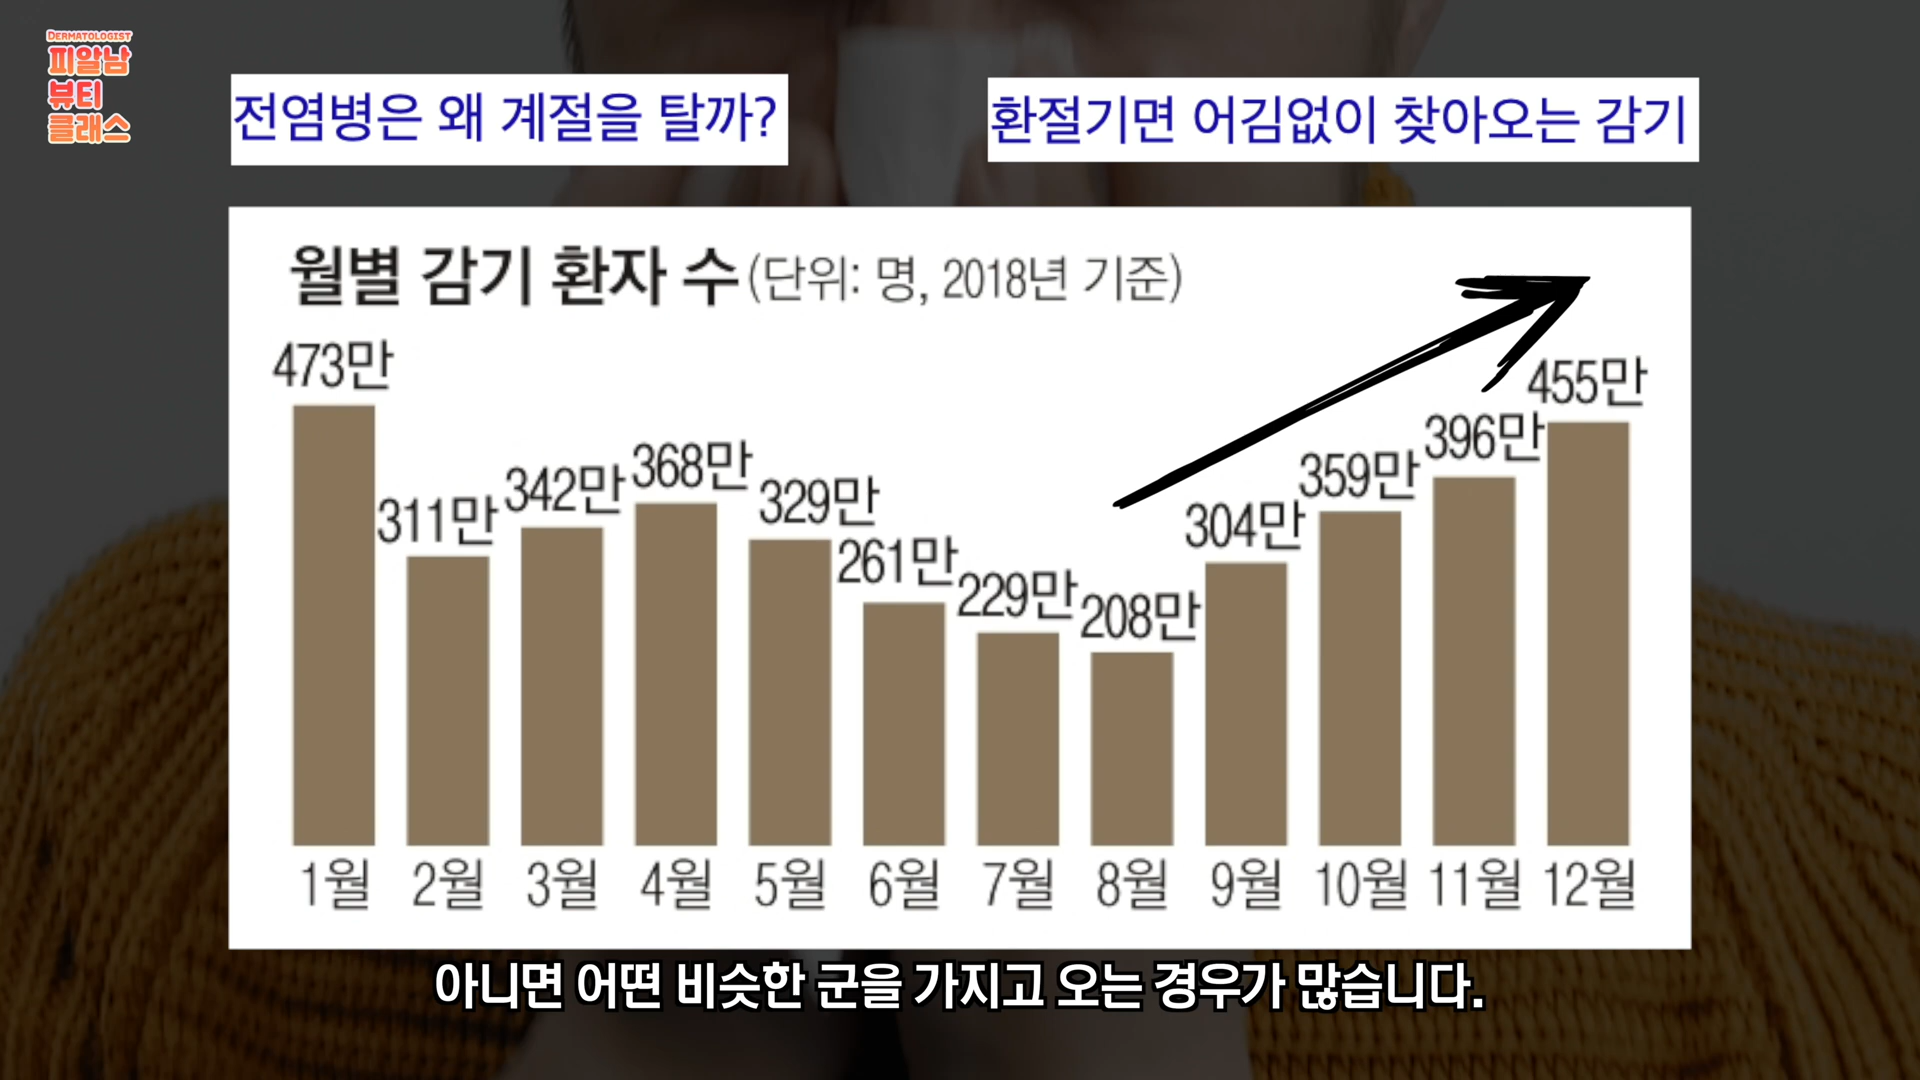 DERMATOLOGIST
피알남
뷰티
클래스
전염병은 왜 계절을 탈까?
환절기면 어김없이 찾아오는 감기
월별 감기 환자 수 (단위: 명, 2018년 기준)
473만 311만 342만 368만 329만 261만 229만 208만 304만 359만 396만 455만
1월 2월 3월 4월 5월 6월 7월 8월 9월 10월 11월 12월
아니면 어떤 비슷한 군을 가지고 오는 경우가 많습니다.